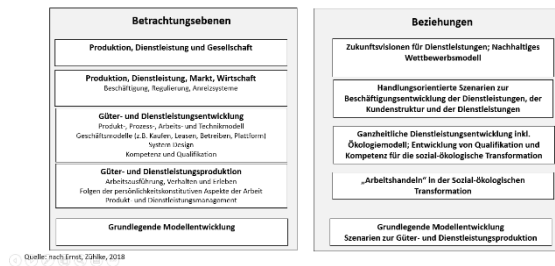 Betrachtungsebenen
Produktion, Dienstleistung und Gesellschaft
Produktion, Dienstleistung, Markt, Wirtschaft
Beschäftigung, Regulierung, Anreizsysteme
Güter- und Dienstleistungsentwicklung
Produkt-, Prozess-, Arbeits- und Technikmodell
Geschäftsmodelle (z.B. Kaufen, Leasen, Betreiben, Plattform)
System Design
Kompetenz und Qualifikation
Güter- und Dienstleistungsproduktion
Arbeitsausführung, Verhalten und Erleben
Folgen der persönlichkeitskonstitutiven Aspekte der Arbeit
Produkt- und Dienstleistungsmanagement
Grundlegende Modellentwicklung
Beziehungen
Zukunftsvisionen für Dienstleistungen; Nachhaltiges
Wettbewerbsmodell
Handlungsorientierte Szenarien zur
Beschäftigungsentwicklung der Dienstleistungen, der
Kundenstruktur und der Dienstleistungen
Ganzheitliche Dienstleistungsentwicklung inkl.
Ökologiemodell; Entwicklung von Qualifikation und
Kompetenz für die sozial-ökologische Transformation
„Arbeitshandeln" in der Sozial-ökologischen
Transformation
Grundlegende Modellentwicklung
Szenarien zur Güter- und Dienstleistungsproduktion
Quelle: nach Ernst, Zühlke, 2018